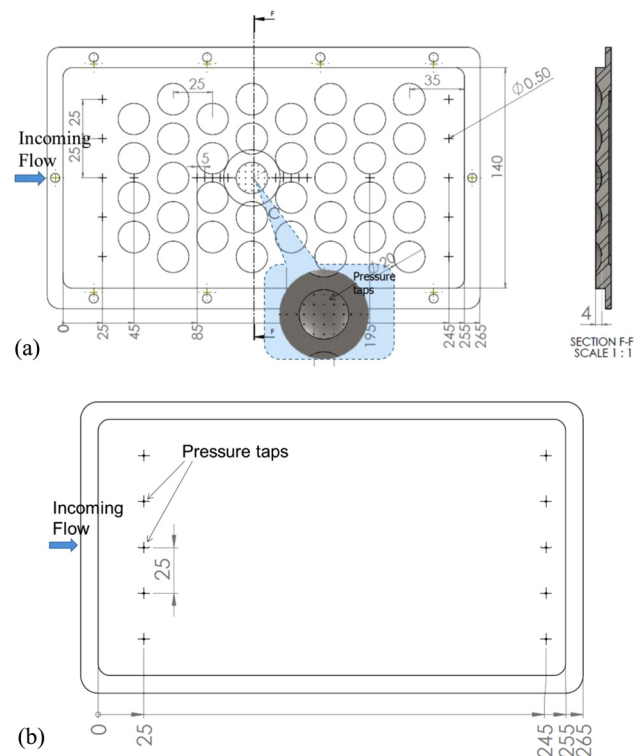 F
25
35
Ø0.50
25
25
Incoming
Flow
5
140
C
Ø 20
Pressure
taps
F
0
25
45
85
195
245
255
265
4
SECTION F-F
SCALE 1 : 1
(a)
Pressure taps
Incoming
Flow
25
0
25
245
255
265
(b)